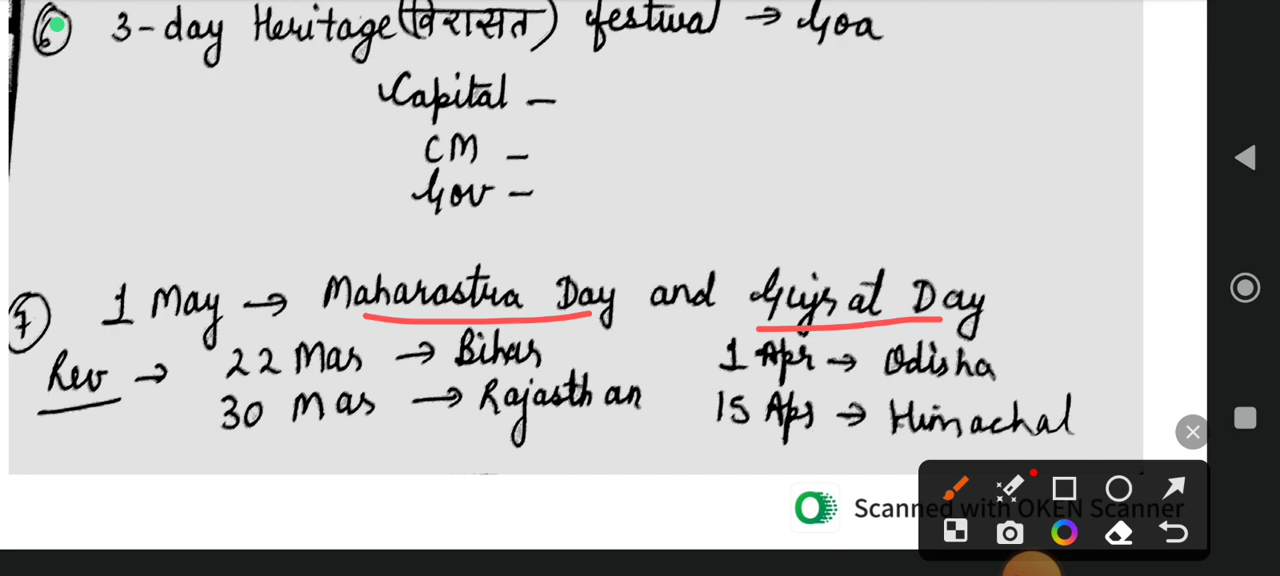 6 3-day Heritage (विरासत) festival → Goa
Capital -
CM -
Gov -
7 1 May → Maharastra Day and Gujrat Day
Rev → 22 Mar → Bihar 1 Apr → Odisha
30 Mar → Rajasthan 15 Apr → Himachal
Scanned with OKEN Scanner